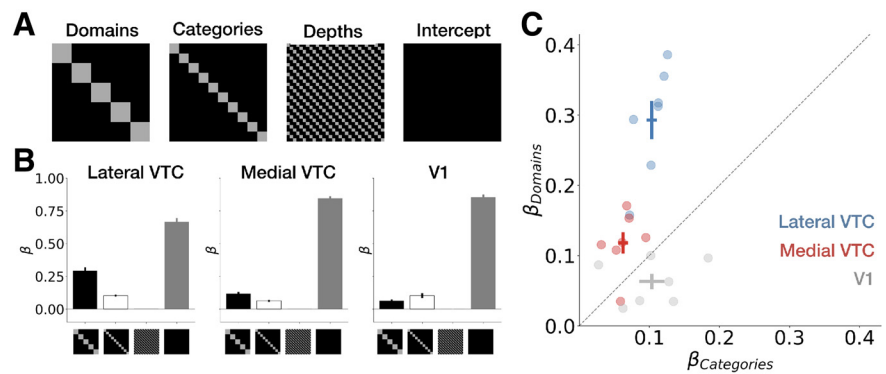 A
Domains Categories Depths Intercept
B
Lateral VTC Medial VTC V1
β β β
1.00
0.75
0.50
0.25
0.00
C
β_Domains
0.4
0.3
0.2
0.1
0.0
Lateral VTC
Medial VTC
V1
0.1 0.2 0.3 0.4
β_Categories